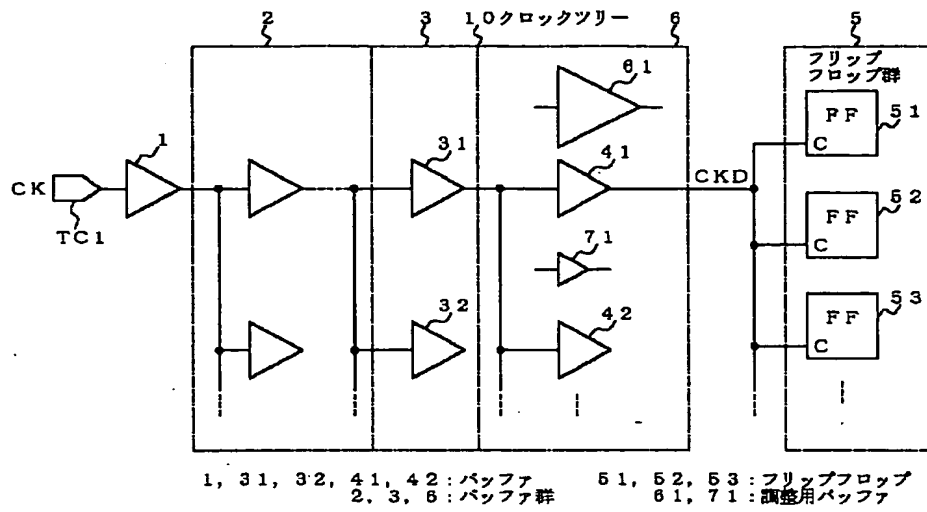 2
3
10クロックツリー
6
5
フリップ
フロップ群
61
FF
51
C
1
31
41
CK
CKD
TC1
FF
52
C
71
32
42
FF
53
C
1, 31, 32, 41, 42 : バッファ
51, 52, 53 : フリップフロップ
2, 3, 6 : バッファ群
61, 71 : 調整用バッファ